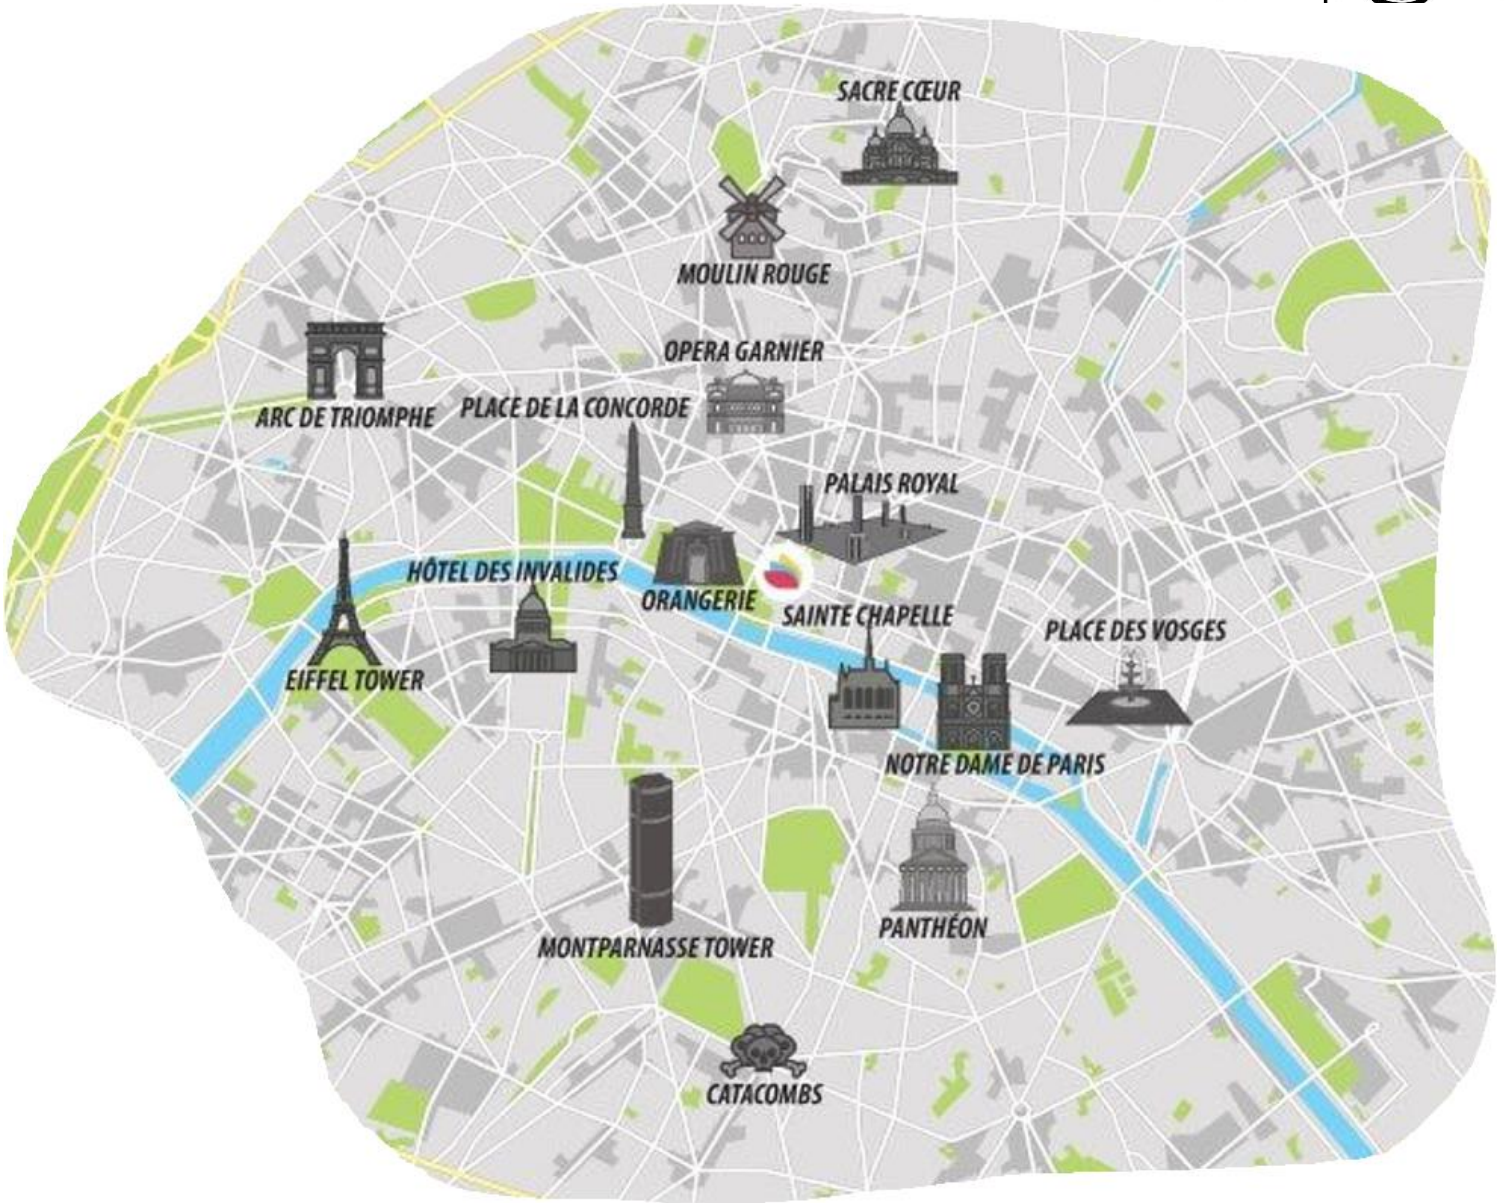 SACRE CŒUR
MOULIN ROUGE
OPERA GARNIER
ARC DE TRIOMPHE
PLACE DE LA CONCORDE
PALAIS ROYAL
HÔTEL DES INVALIDES
ORANGERIE
SAINTE CHAPELLE
PLACE DES VOSGES
EIFFEL TOWER
NOTRE DAME DE PARIS
PANTHÉON
MONTPARNASSE TOWER
CATACOMBS